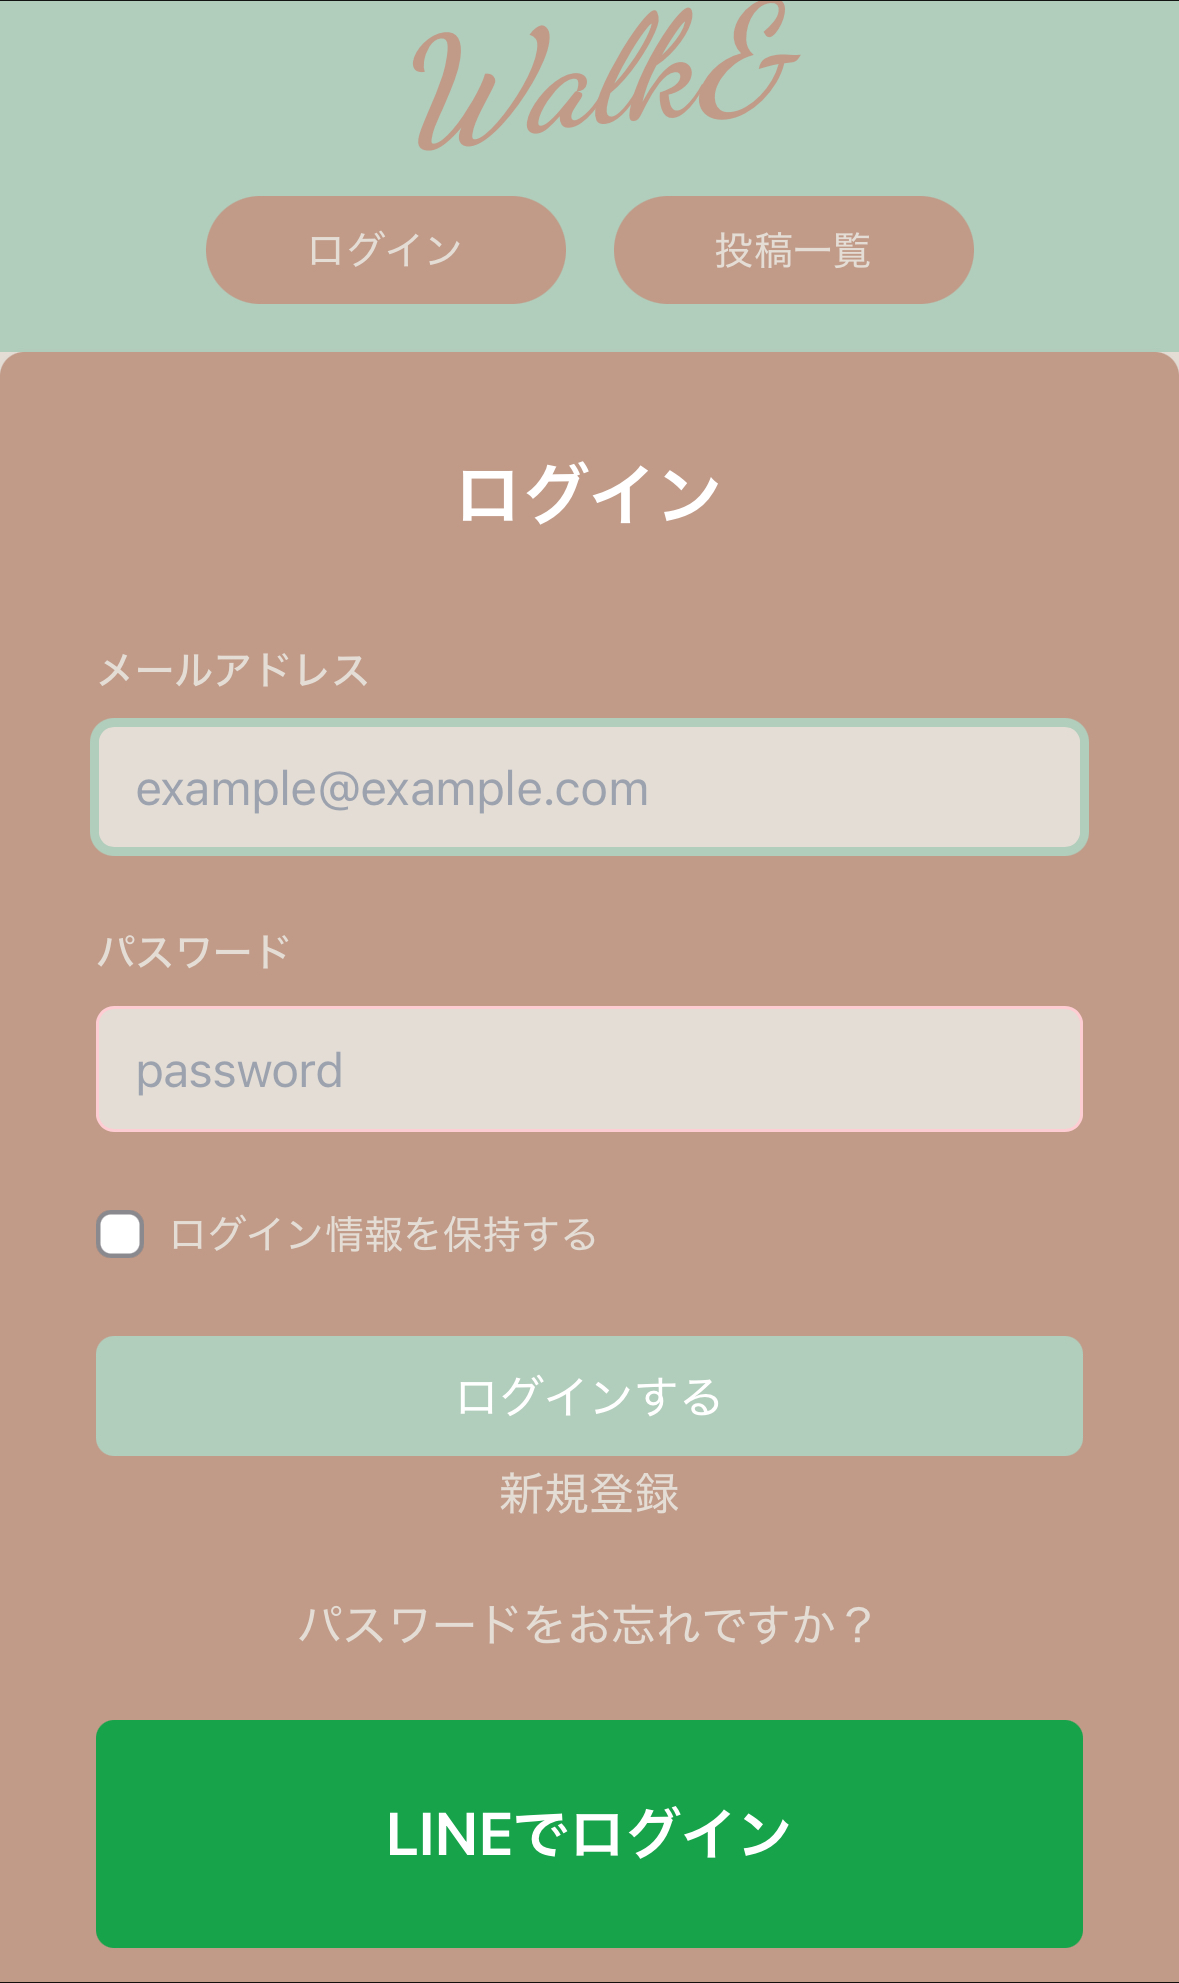 Walk&
ログイン
投稿一覧
ログイン
メールアドレス
example@example.com
パスワード
password
ログイン情報を保持する
ログインする
新規登録
パスワードをお忘れですか？
LINEでログイン